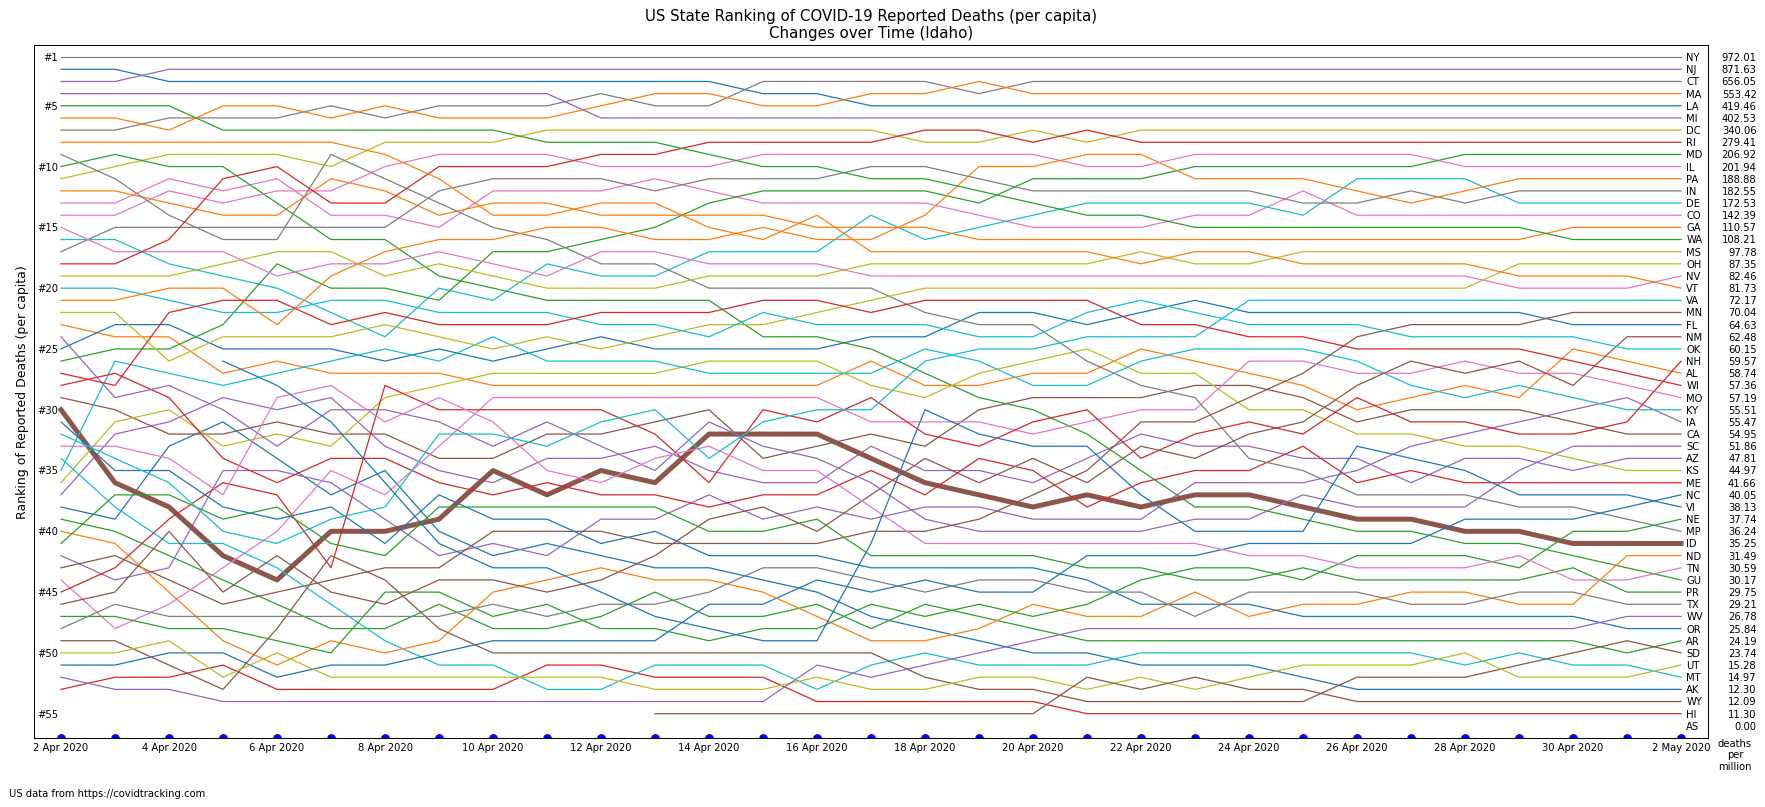 US State Ranking of COVID-19 Reported Deaths (per capita)
Changes over Time (Idaho)
Ranking of Reported Deaths (per capita)
#1
#5
#10
#15
#20
#25
#30
#35
#40
#45
#50
#55
NY 972.01
NJ 871.63
CT 656.05
MA 553.42
LA 419.46
MI 402.53
DC 340.06
RI 279.41
MD 206.92
IL 201.94
PA 188.88
IN 182.55
DE 172.53
CO 142.39
GA 110.57
WA 108.21
MS 97.78
OH 87.35
NV 82.46
VT 81.73
VA 72.17
MN 70.04
FL 64.63
NM 62.48
OK 60.15
NH 59.57
AL 58.74
WI 57.36
MO 57.19
KY 55.51
IA 55.47
CA 54.95
SC 51.86
AZ 47.81
KS 44.97
ME 41.66
NC 40.05
VI 38.13
NE 37.74
MP 36.24
ID 35.25
ND 31.49
TN 30.59
GU 30.17
PR 29.75
TX 29.21
WV 26.78
OR 25.84
AR 24.19
SD 23.74
UT 15.28
MT 14.97
AK 12.30
WY 12.09
HI 11.30
AS 0.00
2 Apr 2020 4 Apr 2020 6 Apr 2020 8 Apr 2020 10 Apr 2020 12 Apr 2020 14 Apr 2020 16 Apr 2020 18 Apr 2020 20 Apr 2020 22 Apr 2020 24 Apr 2020 26 Apr 2020 28 Apr 2020 30 Apr 2020 2 May 2020
deaths
per
million
US data from https://covidtracking.com